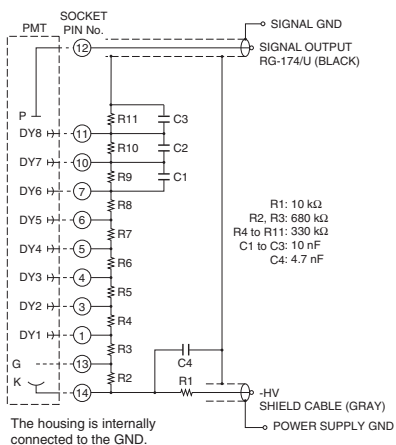 SOCKET
PIN No.
PMT
SIGNAL GND
12
SIGNAL OUTPUT
RG-174/U (BLACK)
P
R11
C3
DY8
11
R10
C2
DY7
10
R9
C1
DY6
7
R8
DY5
6
R7
DY4
5
R6
DY3
4
R5
DY2
3
R4
DY1
1
R3
G
13
R2
K
14
C4
R1
R1: 10 kΩ
R2, R3: 680 kΩ
R4 to R11: 330 kΩ
C1 to C3: 10 nF
C4: 4.7 nF
-HV
SHIELD CABLE (GRAY)
POWER SUPPLY GND
The housing is internally
connected to the GND.